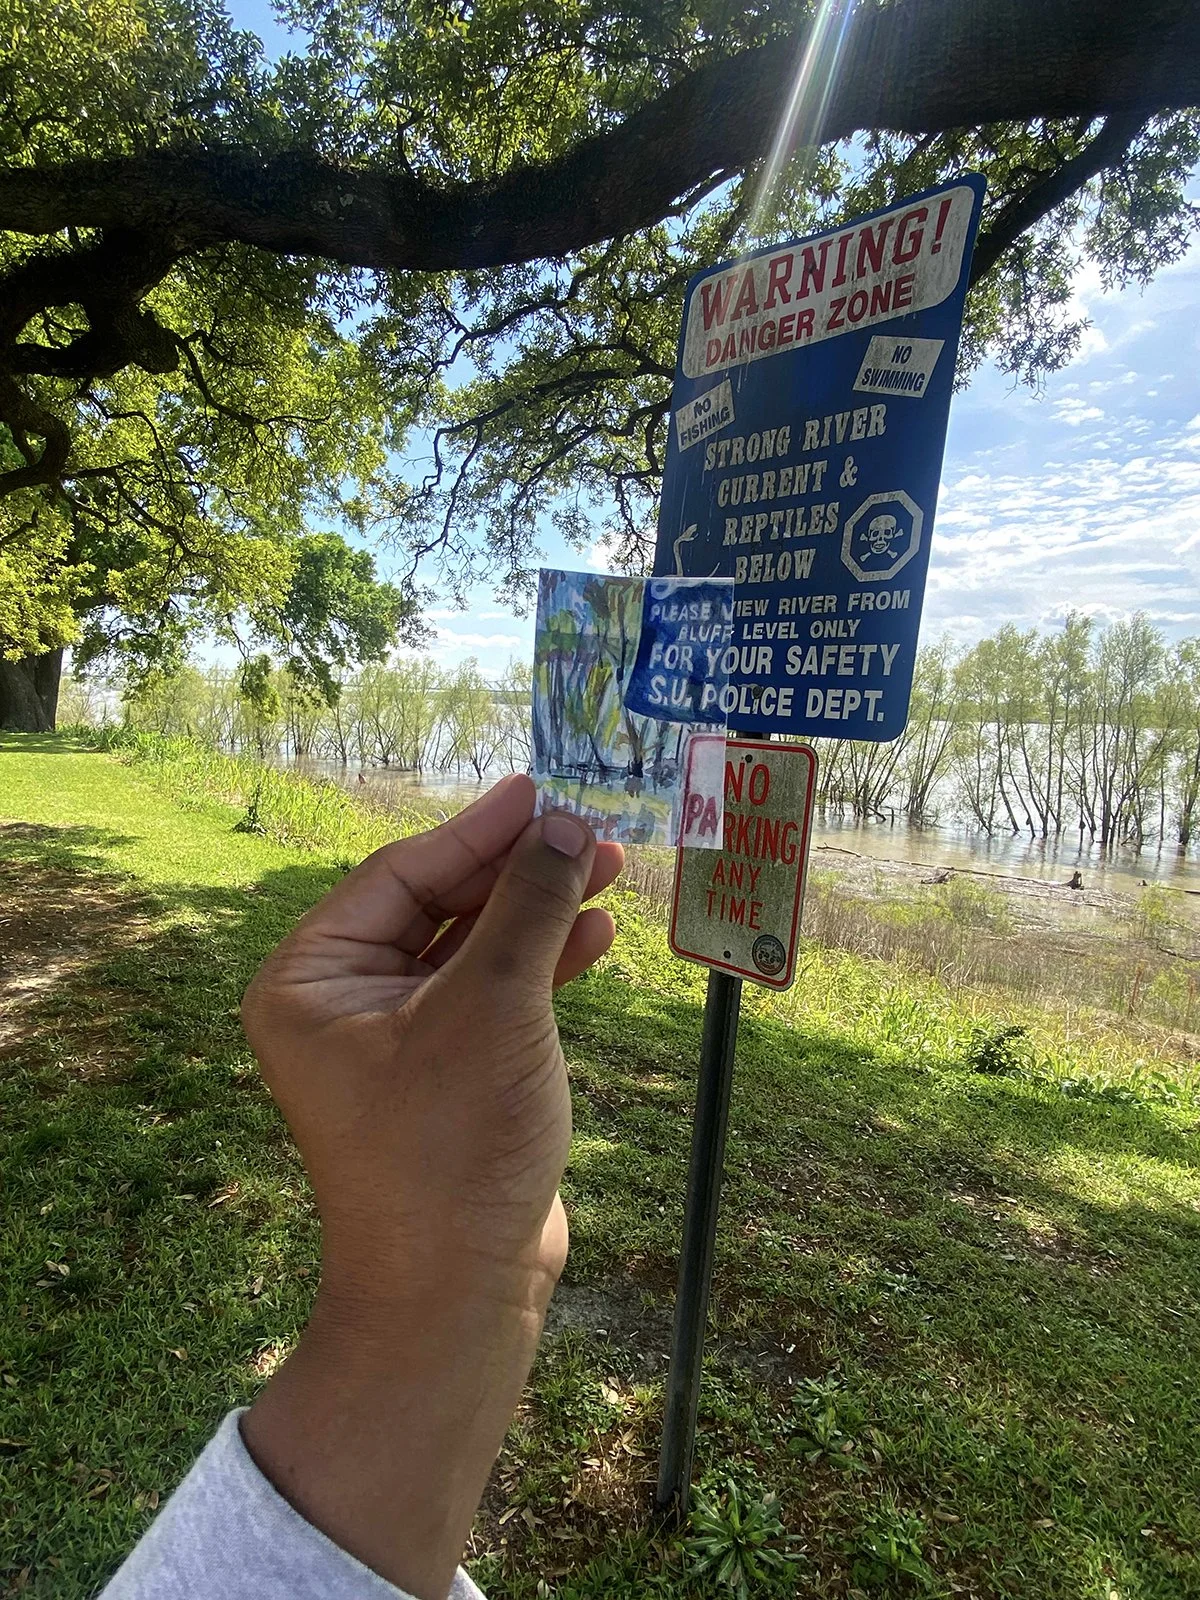 WARNING!
DANGER ZONE
NO
SWIMMING
NO
FISHING
STRONG RIVER
CURRENT &
REPTILES
BELOW
PLEASE VIEW RIVER FROM
BLUFF LEVEL ONLY
FOR YOUR SAFETY
S.U. POLICE DEPT.
NO
PARKING
ANY
TIME